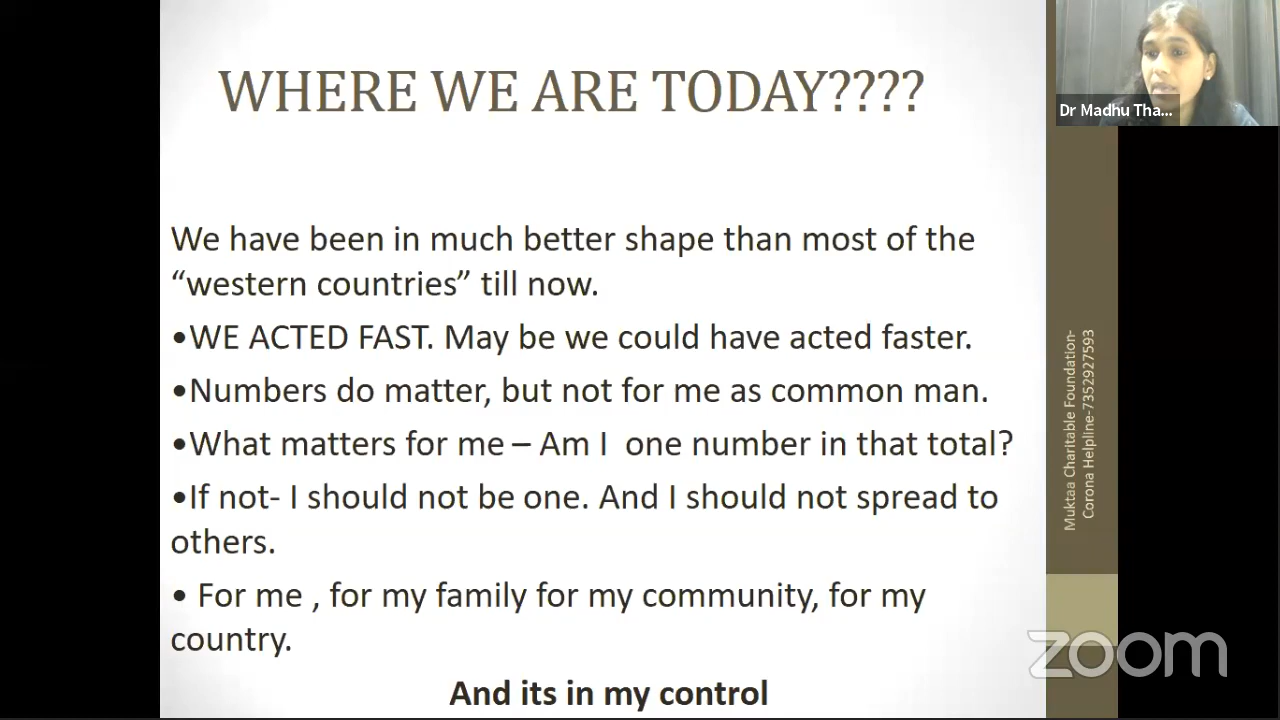 WHERE WE ARE TODAY????
Dr Madhu Tha...
We have been in much better shape than most of the
“western countries” till now.
•WE ACTED FAST. May be we could have acted faster.
•Numbers do matter, but not for me as common man.
•What matters for me – Am I  one number in that total?
•If not- I should not be one. And I should not spread to
others.
• For me , for my family for my community, for my
country.
And its in my control
Muktaa Charitable Foundation-
Corona Helpline-7352927593
zoom